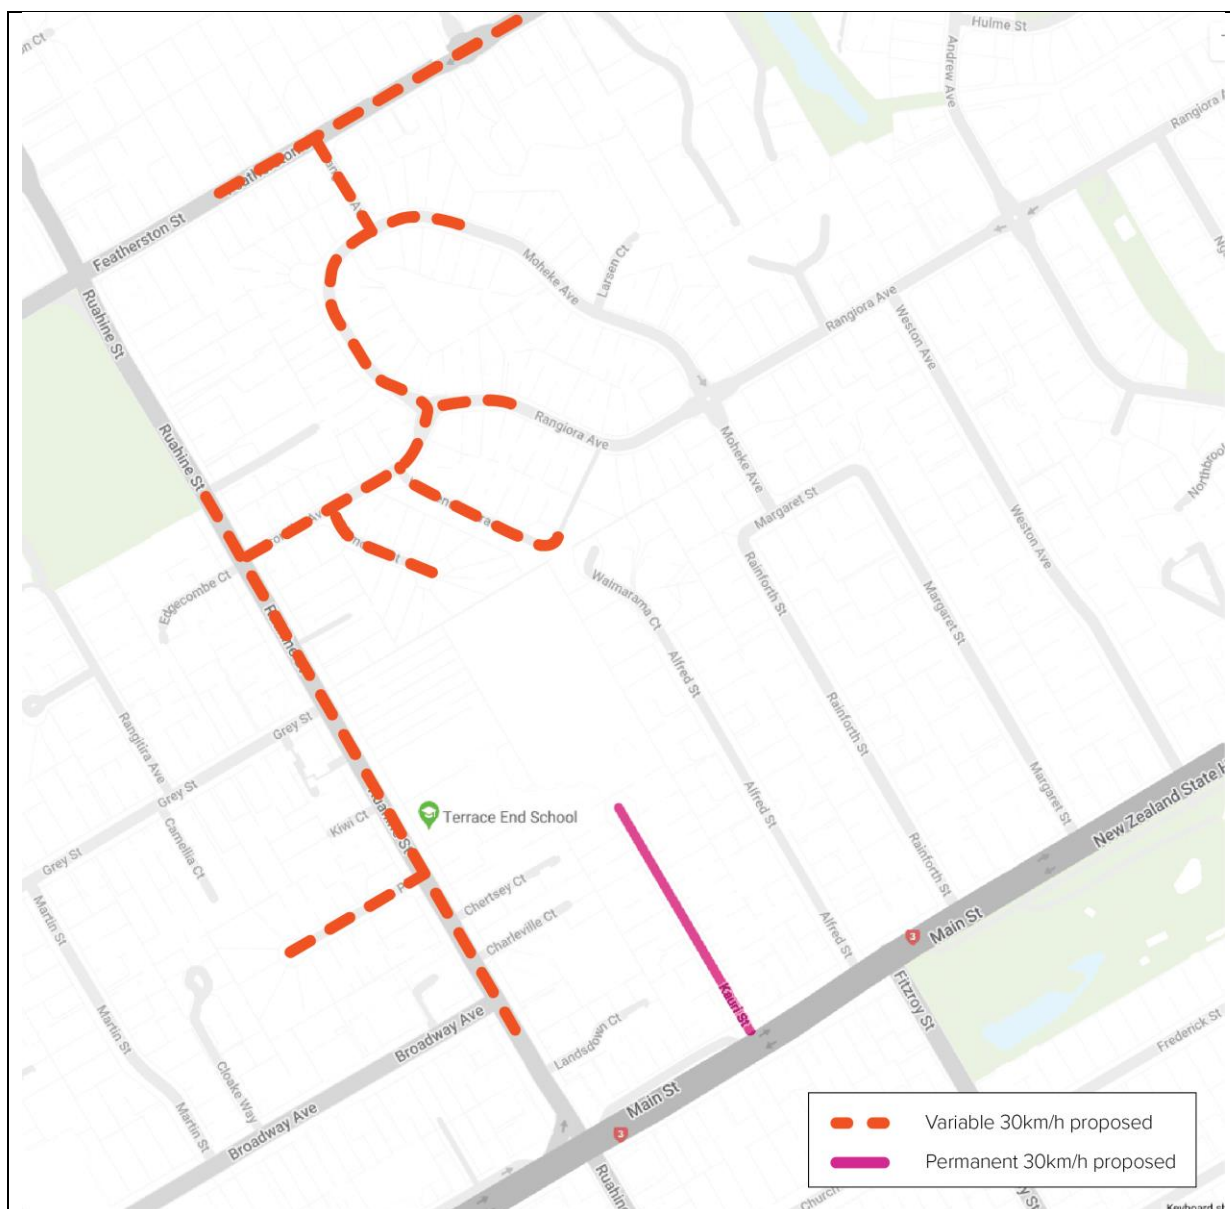 Hulme St
Andrew Ave
Featherston St
Moheke Ave
Larsen Ct
Rangiora Ave
Weston Ave
Ruahine St
Ruahine St
Rangiora Ave
Moheke Ave
Margaret St
Weston Ave
Northbrook
Edgecombe Ct
Waimarama Ct
Rainforth St
Margaret St
Alfred St
Rangitira Ave
Grey St
Rainforth St
Kiwi Ct
Terrace End School
Alfred St
Margaret St
New Zealand State H
Grey St
Camellia Ct
Chertsey Ct
Rainforth St
Martin St
Charleville Ct
Alfred St
3
Main St
Kauri St
Fitzroy St
Martin St
Broadway Ave
Landsdown Ct
Frederick St
Cloake Way
Martin St
Main St
3
Broadway Ave
Variable 30km/h proposed
Permanent 30km/h proposed